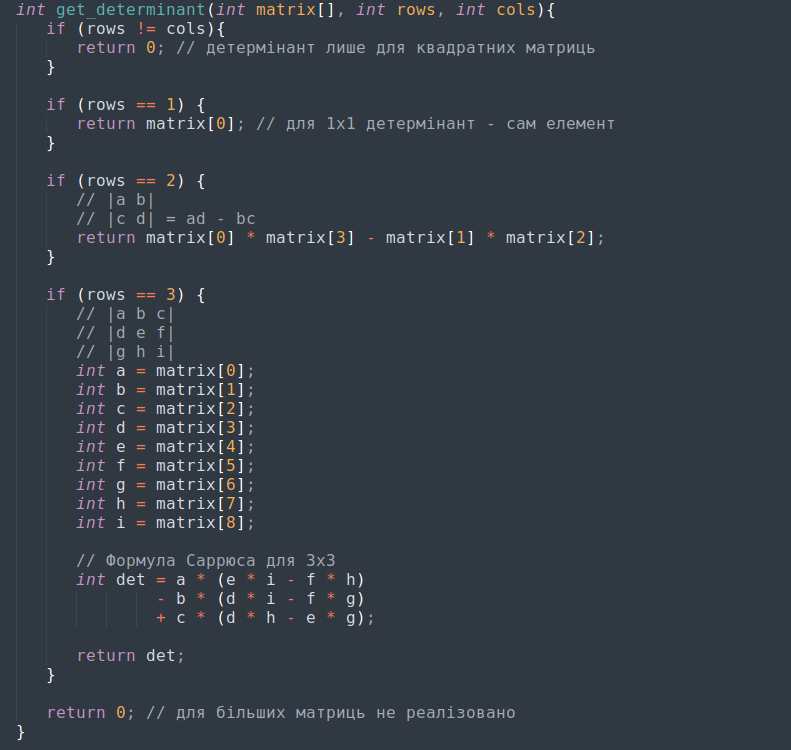 int get_determinant(int matrix[], int rows, int cols){
if (rows != cols){
return 0; // детермінант лише для квадратних матриць
}
if (rows == 1) {
return matrix[0]; // для 1x1 детермінант - сам елемент
}
if (rows == 2) {
// |a b|
// |c d| = ad - bc
return matrix[0] * matrix[3] - matrix[1] * matrix[2];
}
if (rows == 3) {
// |a b c|
// |d e f|
// |g h i|
int a = matrix[0];
int b = matrix[1];
int c = matrix[2];
int d = matrix[3];
int e = matrix[4];
int f = matrix[5];
int g = matrix[6];
int h = matrix[7];
int i = matrix[8];
// Формула Саррюса для 3x3
int det = a * (e * i - f * h)
- b * (d * i - f * g)
+ c * (d * h - e * g);
return det;
}
return 0; // для більших матриць не реалізовано
}